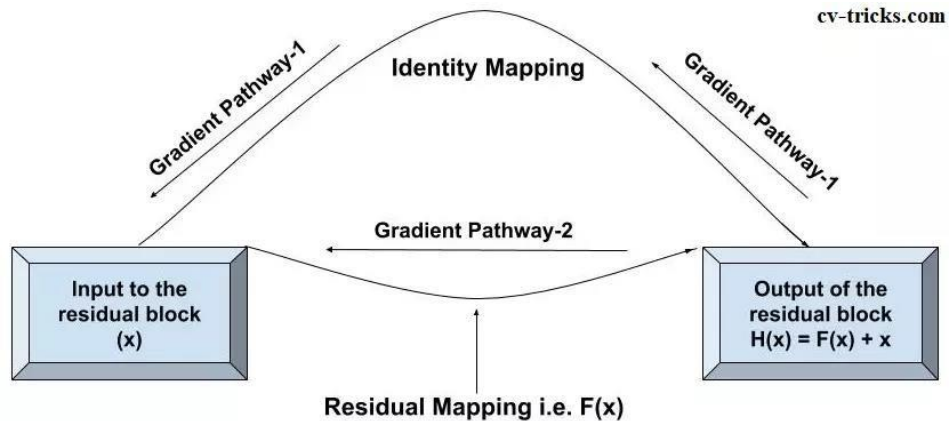 cv-tricks.com
Identity Mapping
Gradient Pathway-1
Gradient Pathway-1
Gradient Pathway-2
Input to the
residual block
(x)
Output of the
residual block
H(x) = F(x) + x
Residual Mapping i.e. F(x)